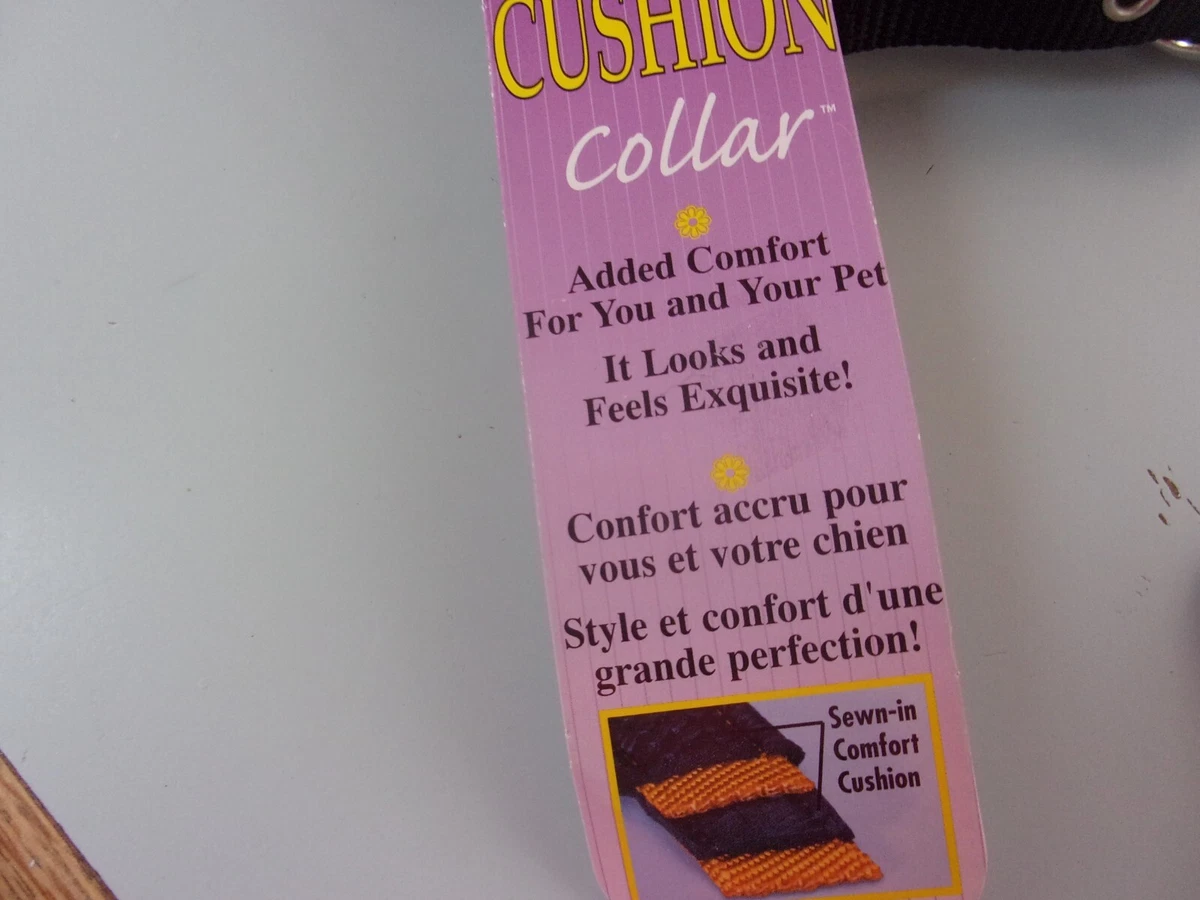 CUSHION
Collar™
Added Comfort
For You and Your Pet
It Looks and
Feels Exquisite!
Confort accru pour
vous et votre chien
Style et confort d'une
grande perfection!
Sewn-in
Comfort
Cushion